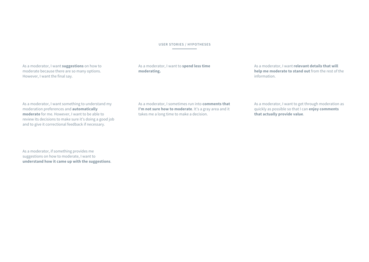 USER STORIES / HYPOTHESES
As a moderator, I want suggestions on how to
moderate because there are so many options.
However, I want the final say.
As a moderator, I want to spend less time
moderating.
As a moderator, I want relevant details that will
help me moderate to stand out from the rest of the
information.
As a moderator, I want something to understand my
moderation preferences and automatically
moderate for me. However, I want to be able to
review its decisions to make sure it's doing a good job
and to give it correctional feedback if necessary.
As a moderator, I sometimes run into comments that
I'm not sure how to moderate. It's a gray area and it
takes me a long time to make a decision.
As a moderator, I want to get through moderation as
quickly as possible so that I can enjoy comments
that actually provide value.
As a moderator, if something provides me
suggestions on how to moderate, I want to
understand how it came up with the suggestions.